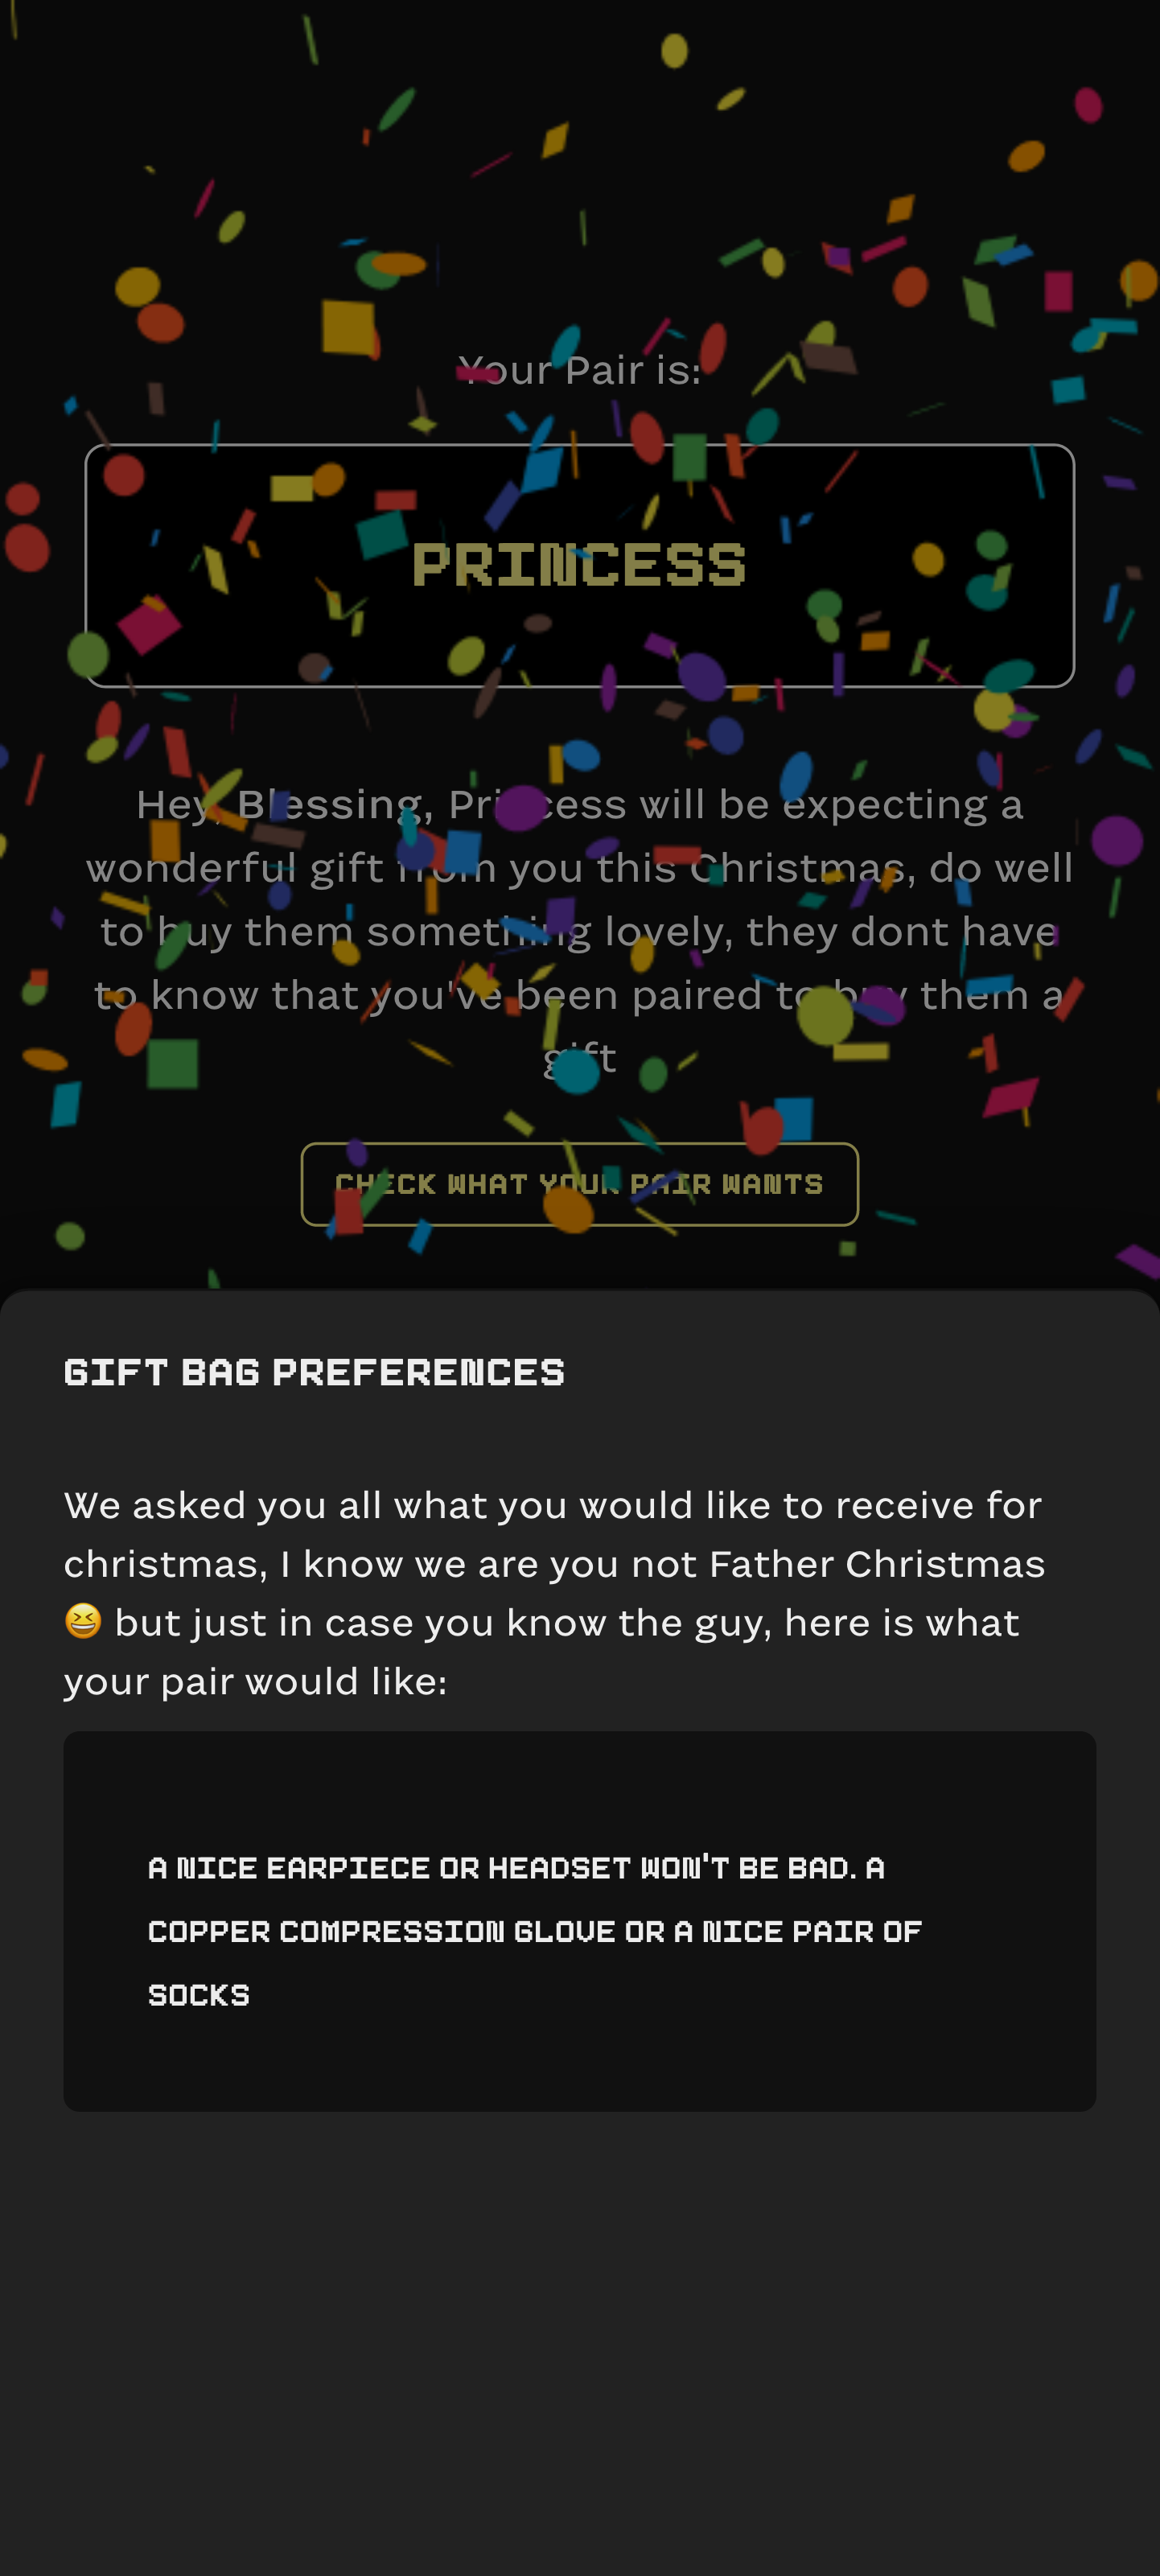 Your Pair is:
PRINCESS
Hey, Blessing, Princess will be expecting a
wonderful gift from you this Christmas, do well
to buy them something lovely, they dont have
to know that you've been paired to buy them a
gift
CHECK WHAT YOUR PAIR WANTS
GIFT BAG PREFERENCES
We asked you all what you would like to receive for
christmas, I know we are you not Father Christmas
😆 but just in case you know the guy, here is what
your pair would like:
A NICE EARPIECE OR HEADSET WON'T BE BAD. A
COPPER COMPRESSION GLOVE OR A NICE PAIR OF
SOCKS